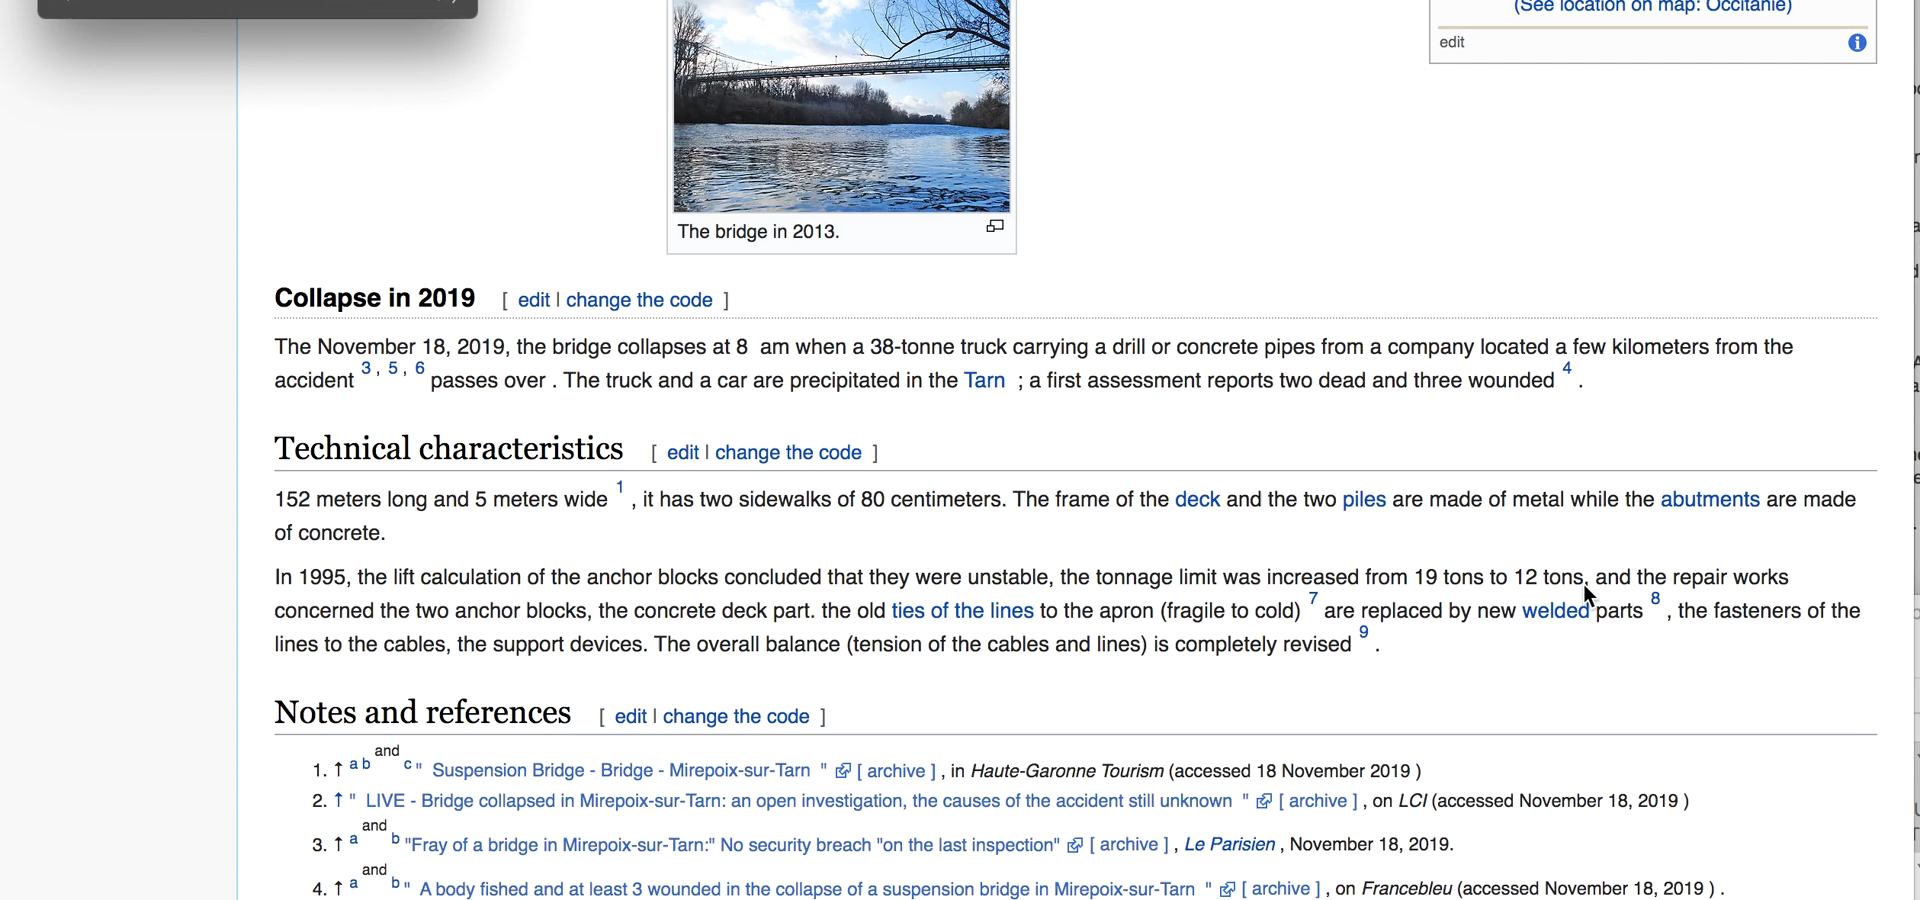 (See location on map: Occitanie)
edit
The bridge in 2013.
Collapse in 2019 [ edit | change the code ]
The November 18, 2019, the bridge collapses at 8 am when a 38-tonne truck carrying a drill or concrete pipes from a company located a few kilometers from the
accident 3 , 5 , 6 passes over . The truck and a car are precipitated in the Tarn ; a first assessment reports two dead and three wounded 4 .
Technical characteristics [ edit | change the code ]
152 meters long and 5 meters wide 1 , it has two sidewalks of 80 centimeters. The frame of the deck and the two piles are made of metal while the abutments are made
of concrete.
In 1995, the lift calculation of the anchor blocks concluded that they were unstable, the tonnage limit was increased from 19 tons to 12 tons, and the repair works
concerned the two anchor blocks, the concrete deck part. the old ties of the lines to the apron (fragile to cold) 7 are replaced by new welded parts 8 , the fasteners of the
lines to the cables, the support devices. The overall balance (tension of the cables and lines) is completely revised 9 .
Notes and references [ edit | change the code ]
1. ↑ a b and c " Suspension Bridge - Bridge - Mirepoix-sur-Tarn " [ archive ] , in Haute-Garonne Tourism (accessed 18 November 2019 )
2. ↑ " LIVE - Bridge collapsed in Mirepoix-sur-Tarn: an open investigation, the causes of the accident still unknown " [ archive ] , on LCI (accessed November 18, 2019 )
3. ↑ a and b "Fray of a bridge in Mirepoix-sur-Tarn:" No security breach "on the last inspection" [ archive ] , Le Parisien , November 18, 2019.
4. ↑ a and b " A body fished and at least 3 wounded in the collapse of a suspension bridge in Mirepoix-sur-Tarn " [ archive ] , on Francebleu (accessed November 18, 2019 ) .